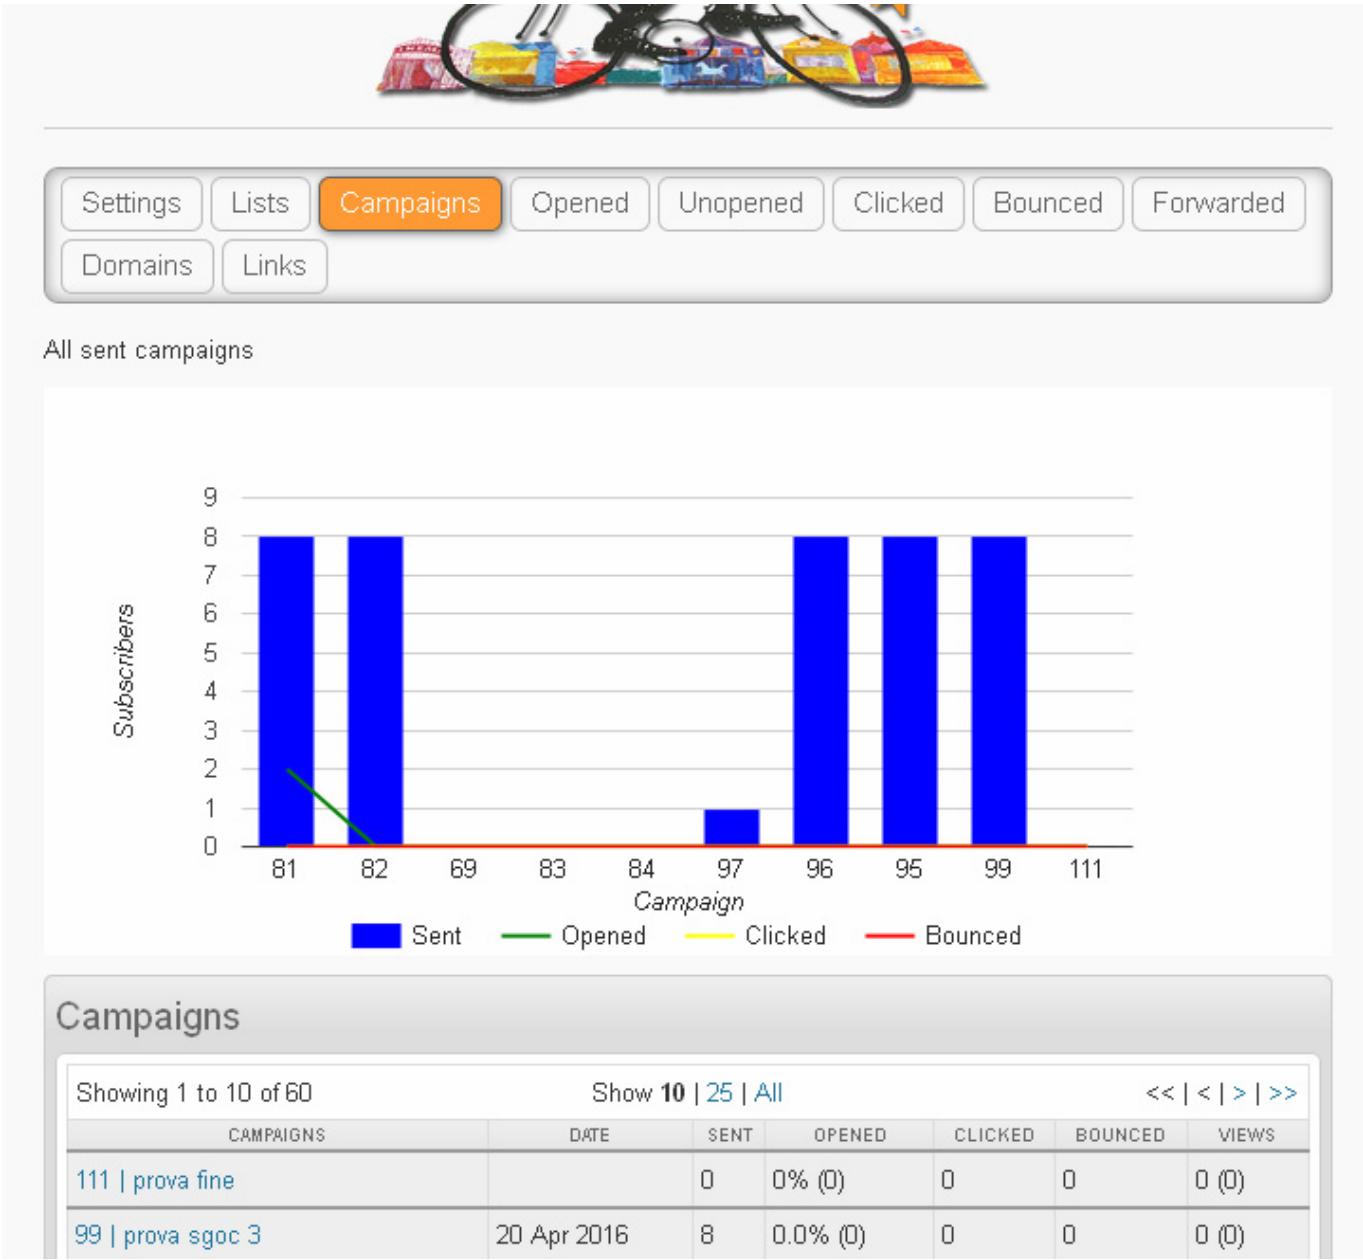 Settings Lists Campaigns Opened Unopened Clicked Bounced Forwarded
Domains Links
All sent campaigns
9
8
7
6
5
4
3
2
1
0
Subscribers
81 82 69 83 84 97 96 95 99 111
Campaign
Sent Opened Clicked Bounced
Campaigns
Showing 1 to 10 of 60 Show 10 | 25 | All << | < | > | >>
CAMPAIGNS DATE SENT OPENED CLICKED BOUNCED VIEWS
111 | prova fine 0 0% (0) 0 0 0 (0)
99 | prova sgoc 3 20 Apr 2016 8 0.0% (0) 0 0 0 (0)